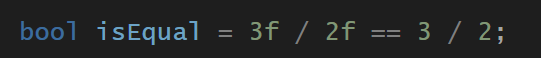 bool isEqual = 3f / 2f == 3 / 2;